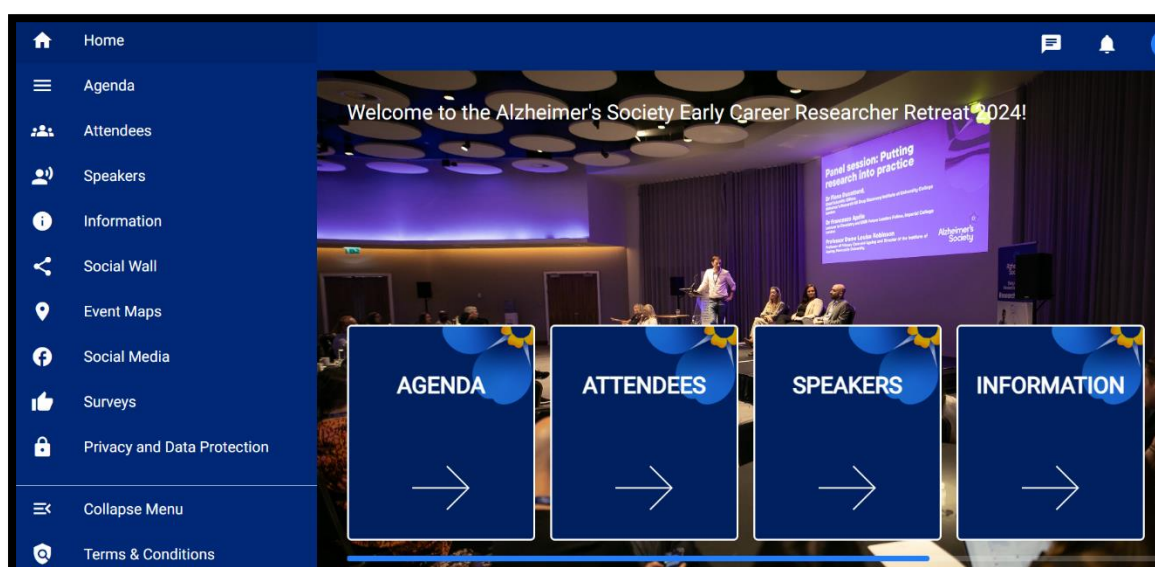 Home
Agenda
Attendees
Speakers
Information
Social Wall
Event Maps
Social Media
Surveys
Privacy and Data Protection
Collapse Menu
Terms & Conditions
Welcome to the Alzheimer's Society Early Career Researcher Retreat 2024!
Panel session: Putting
research into practice
Alzheimer's
Society
AGENDA
ATTENDEES
SPEAKERS
INFORMATION